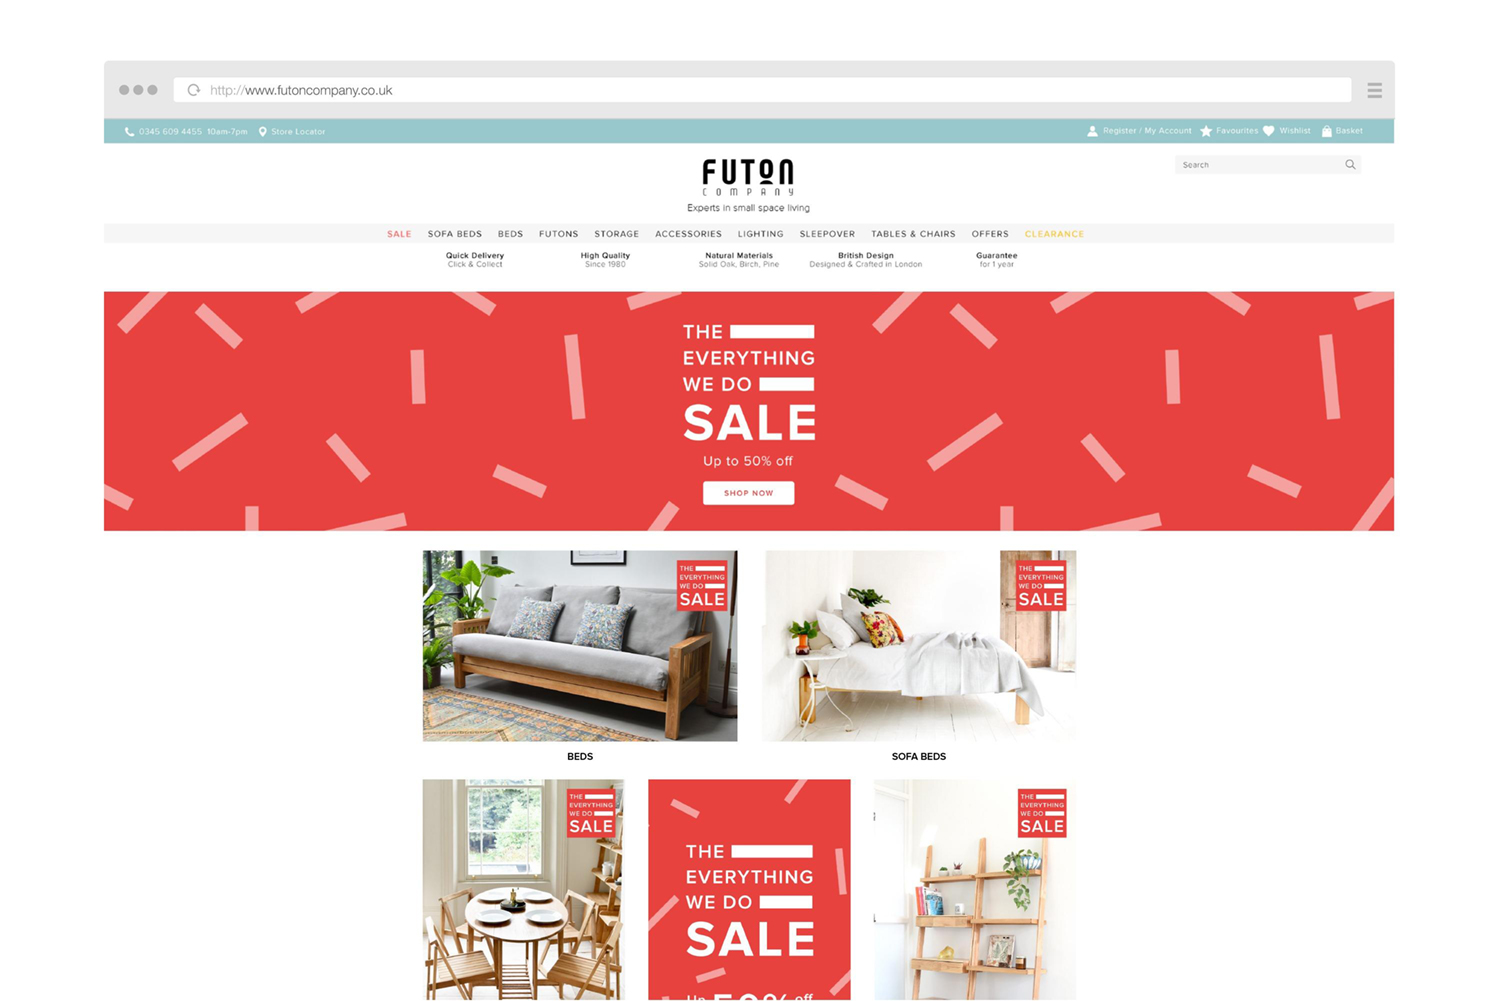 http://www.futoncompany.co.uk
0345 609 4455 10am-7pm Store Locator
Register / My Account Favourites Wishlist Basket
Search
FUTON
COMPANY
Experts in small space living
SALE SOFA BEDS BEDS FUTONS STORAGE ACCESSORIES LIGHTING SLEEPOVER TABLES & CHAIRS OFFERS CLEARANCE
Quick Delivery
Click & Collect
High Quality
Since 1980
Natural Materials
Solid Oak, Birch, Pine
British Design
Designed & Crafted in London
Guarantee
for 1 year
THE
EVERYTHING
WE DO
SALE
Up to 50% off
SHOP NOW
THE
EVERYTHING
WE DO
SALE
THE
EVERYTHING
WE DO
SALE
BEDS
SOFA BEDS
THE
EVERYTHING
WE DO
SALE
THE
EVERYTHING
WE DO
SALE
Up 50% off
THE
EVERYTHING
WE DO
SALE